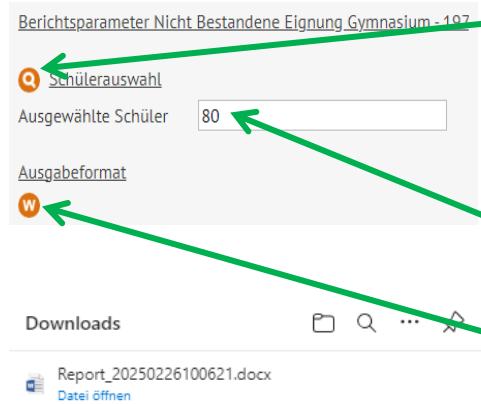 Berichtsparameter Nicht Bestandene Eignung Gymnasium - 197
Schülerauswahl
Ausgewählte Schüler 80
Ausgabeformat
W
Downloads
Report_20250226100621.docx
Datei öffnen